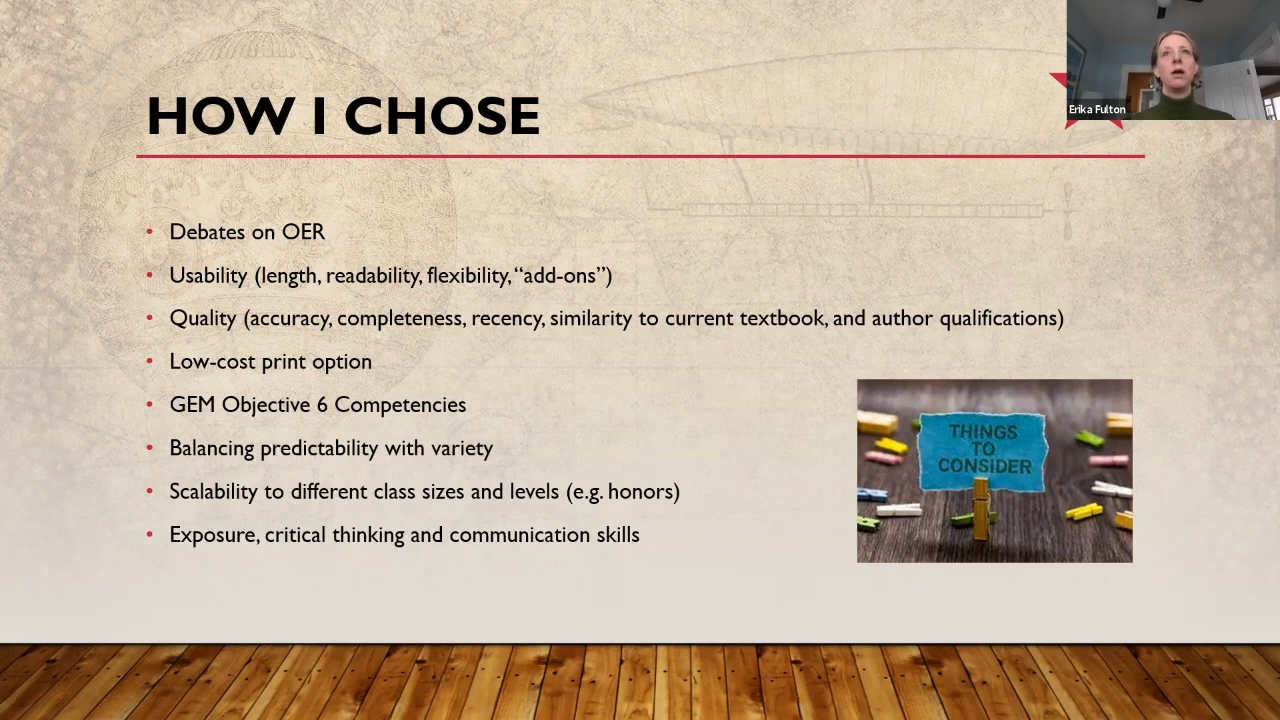 Erika Fulton
HOW I CHOSE
• Debates on OER
• Usability (length, readability, flexibility, “add-ons”)
• Quality (accuracy, completeness, recency, similarity to current textbook, and author qualifications)
• Low-cost print option
• GEM Objective 6 Competencies
• Balancing predictability with variety
• Scalability to different class sizes and levels (e.g. honors)
• Exposure, critical thinking and communication skills
THINGS
TO
CONSIDER